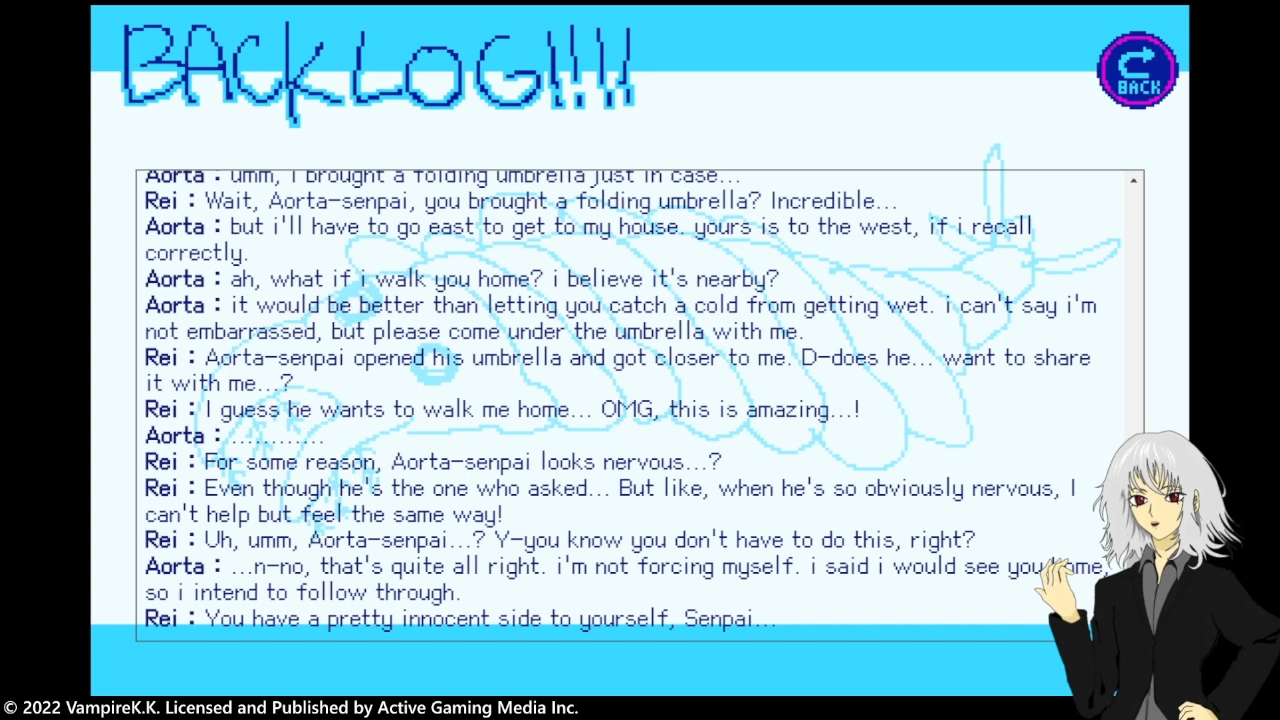 BACKLOG!!!
BACK
Aorta : umm, i brought a folding umbrella just in case...
Rei : Wait, Aorta-senpai, you brought a folding umbrella? Incredible...
Aorta : but i'll have to go east to get to my house. yours is to the west, if i recall
correctly.
Aorta : ah, what if i walk you home? i believe it's nearby?
Aorta : it would be better than letting you catch a cold from getting wet. i can't say i'm
not embarrassed, but please come under the umbrella with me.
Rei : Aorta-senpai opened his umbrella and got closer to me. D-does he... want to share
it with me...?
Rei : I guess he wants to walk me home... OMG, this is amazing...!
Aorta : ............
Rei : For some reason, Aorta-senpai looks nervous...?
Rei : Even though he's the one who asked... But like, when he's so obviously nervous, I
can't help but feel the same way!
Rei : Uh, umm, Aorta-senpai...? Y-you know you don't have to do this, right?
Aorta : ...n-no, that's quite all right. i'm not forcing myself. i said i would see you home,
so i intend to follow through.
Rei : You have a pretty innocent side to yourself, Senpai...
© 2022 VampireK.K. Licensed and Published by Active Gaming Media Inc.